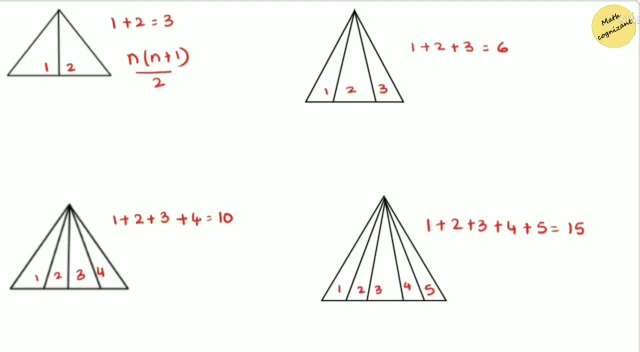 1 + 2 = 3
n(n+1)
2
1 2
1 + 2 + 3 = 6
1 2 3
1 + 2 + 3 + 4 = 10
1 2 3 4
1 + 2 + 3 + 4 + 5 = 15
1 2 3 4 5
Math
cognizant